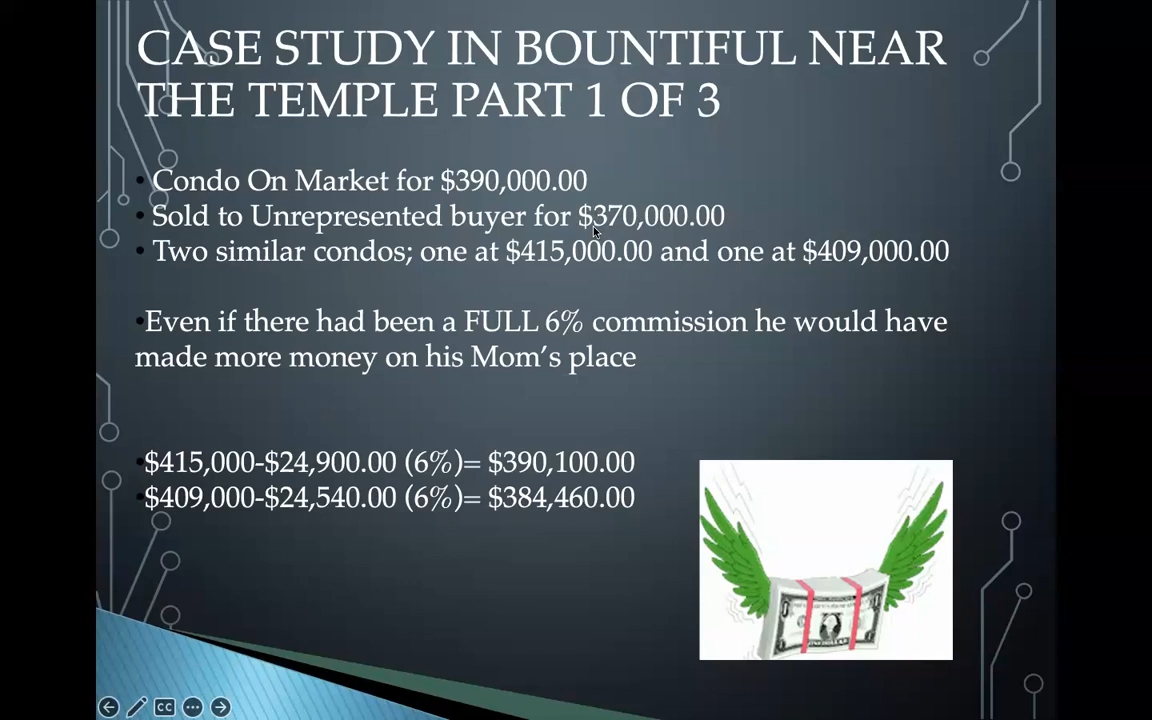 CASE STUDY IN BOUNTIFUL NEAR
THE TEMPLE PART 1 OF 3
• Condo On Market for $390,000.00
• Sold to Unrepresented buyer for $370,000.00
• Two similar condos; one at $415,000.00 and one at $409,000.00
•Even if there had been a FULL 6% commission he would have
made more money on his Mom’s place
•$415,000-$24,900.00 (6%)= $390,100.00
•$409,000-$24,540.00 (6%)= $384,460.00
CC